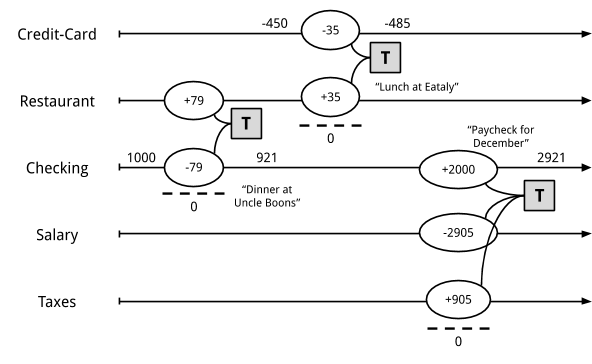 Credit-Card
-450
-35
-485
T
Restaurant
+79
+35
"Lunch at Eataly"
T
0
"Paycheck for
December"
Checking
1000
-79
921
+2000
2921
"Dinner at
Uncle Boons"
0
T
Salary
-2905
Taxes
+905
0